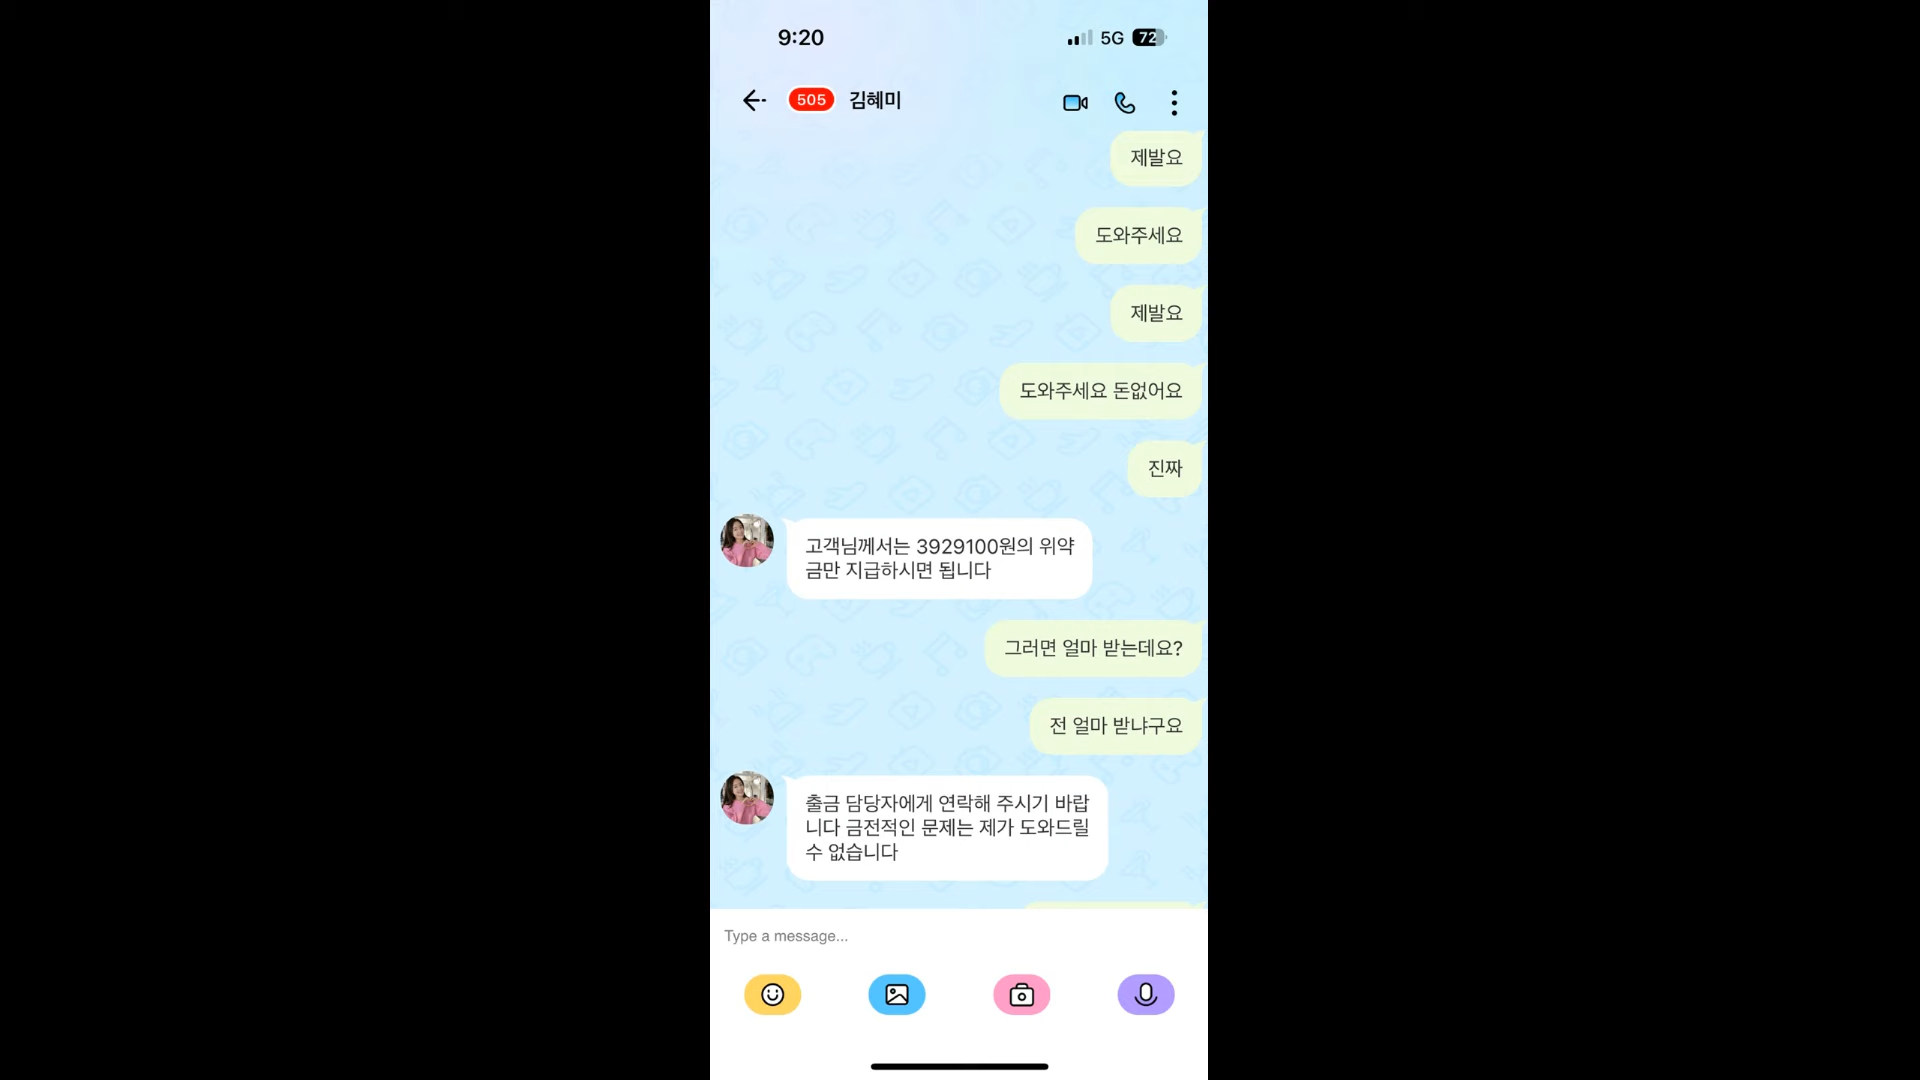 9:20
5G 72
505 김혜미
제발요
도와주세요
제발요
도와주세요 돈없어요
진짜
고객님께서는 3929100원의 위약
금만 지급하시면 됩니다
그러면 얼마 받는데요?
전 얼마 받냐구요
출금 담당자에게 연락해 주시기 바랍
니다 금전적인 문제는 제가 도와드릴
수 없습니다
Type a message...